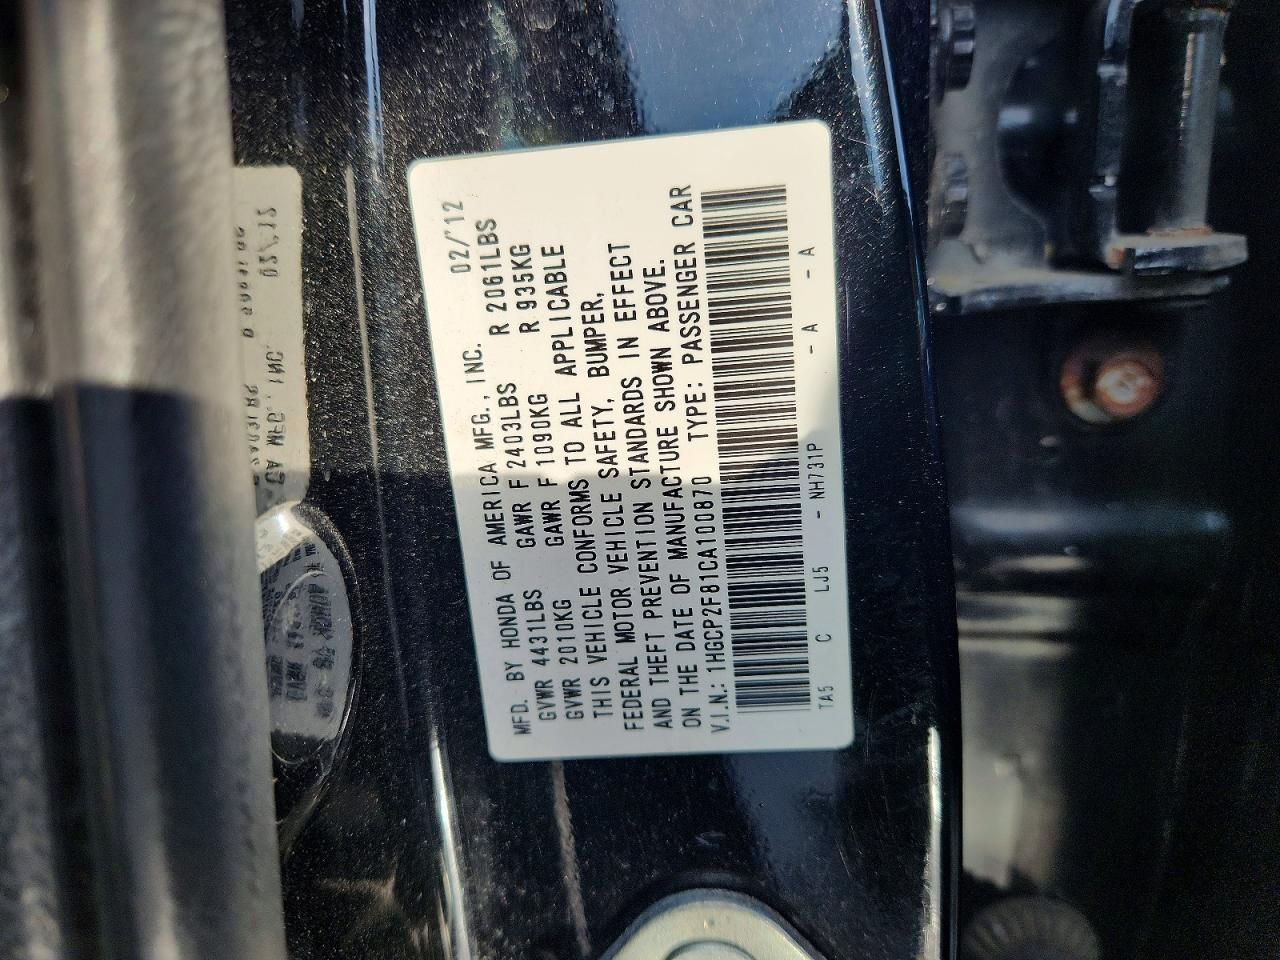 MFD. BY HONDA OF AMERICA MFG., INC. 02/'12
GVWR 4431LBS GAWR F 2403LBS R 2061LBS
GVWR 2010KG GAWR F 1090KG R 935KG
THIS VEHICLE CONFORMS TO ALL APPLICABLE
FEDERAL MOTOR VEHICLE SAFETY, BUMPER,
AND THEFT PREVENTION STANDARDS IN EFFECT
ON THE DATE OF MANUFACTURE SHOWN ABOVE.
V.I.N.: 1HGCP2F81CA100870 TYPE: PASSENGER CAR
TA5 C LJ5 - NH731P - A - A